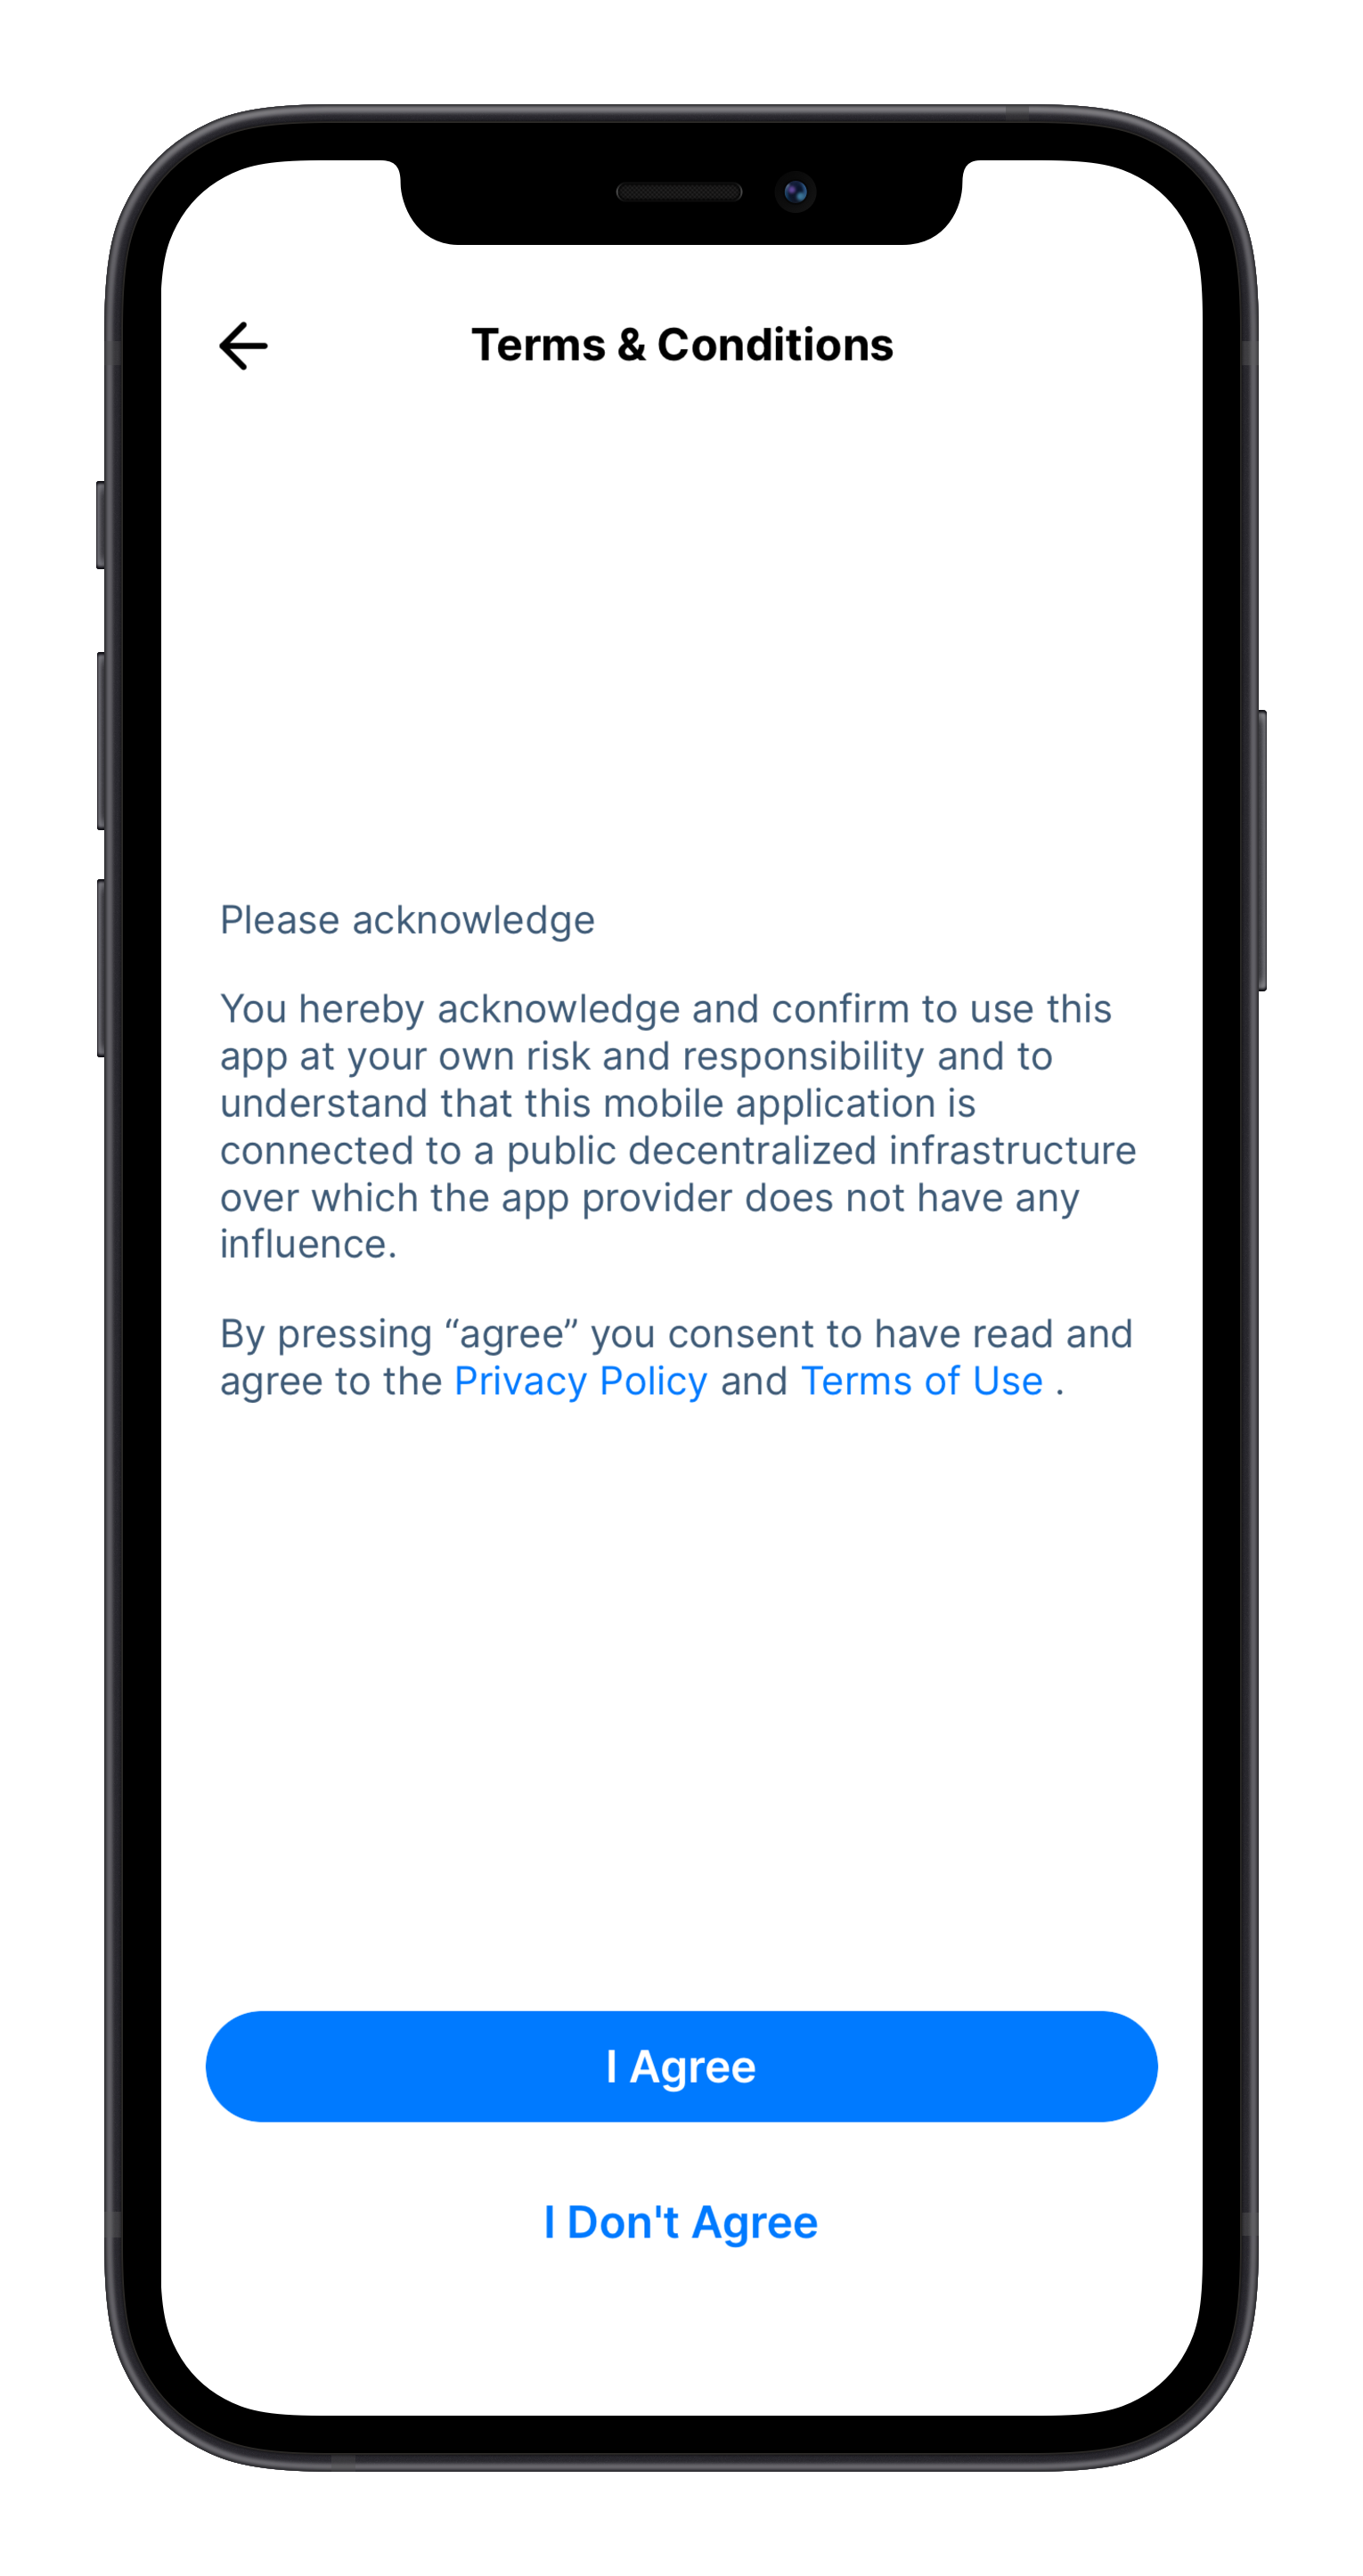 Terms & Conditions
Please acknowledge
You hereby acknowledge and confirm to use this
app at your own risk and responsibility and to
understand that this mobile application is
connected to a public decentralized infrastructure
over which the app provider does not have any
influence.
By pressing “agree” you consent to have read and
agree to the Privacy Policy and Terms of Use .
I Agree
I Don't Agree